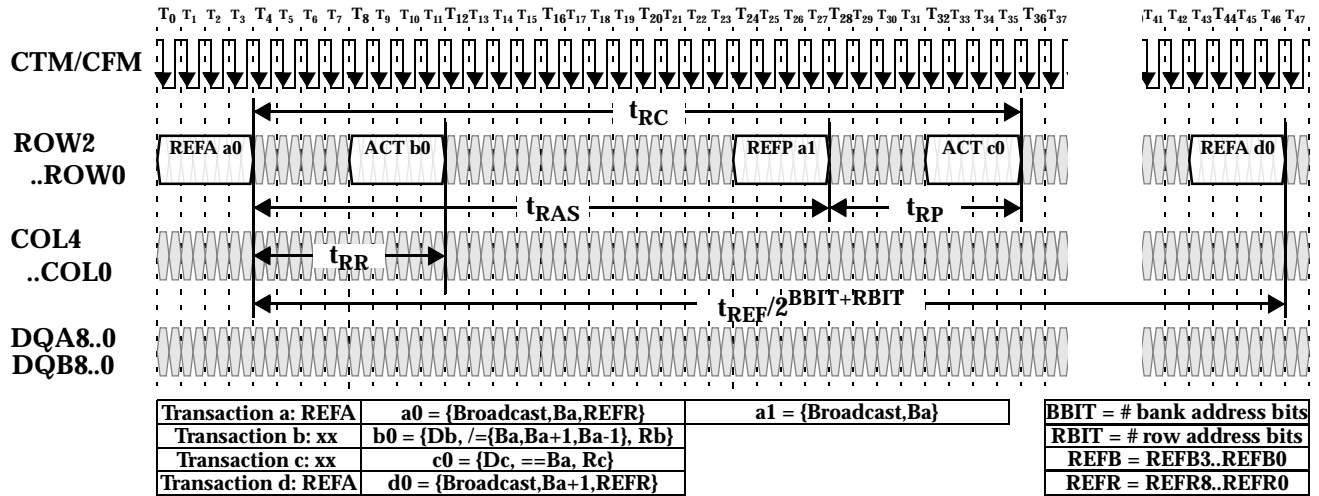 T0 T1 T2 T3 T4 T5 T6 T7 T8 T9 T10 T11 T12 T13 T14 T15 T16 T17 T18 T19 T20 T21 T22 T23 T24 T25 T26 T27 T28 T29 T30 T31 T32 T33 T34 T35 T36 T37 T41 T42 T43 T44 T45 T46 T47
CTM/CFM
tRC
ROW2
..ROW0
REFA a0 ACT b0 REFP a1 ACT c0 REFA d0
tRAS tRP
COL4
..COL0
tRR
tREF/2BBIT+RBIT
DQA8..0
DQB8..0
Transaction a: REFA a0 = {Broadcast,Ba,REFR} a1 = {Broadcast,Ba} BBIT = # bank address bits
Transaction b: xx b0 = {Db, /={Ba,Ba+1,Ba-1}, Rb} RBIT = # row address bits
Transaction c: xx c0 = {Dc, ==Ba, Rc} REFB = REFB3..REFB0
Transaction d: REFA d0 = {Broadcast,Ba+1,REFR} REFR = REFR8..REFR0